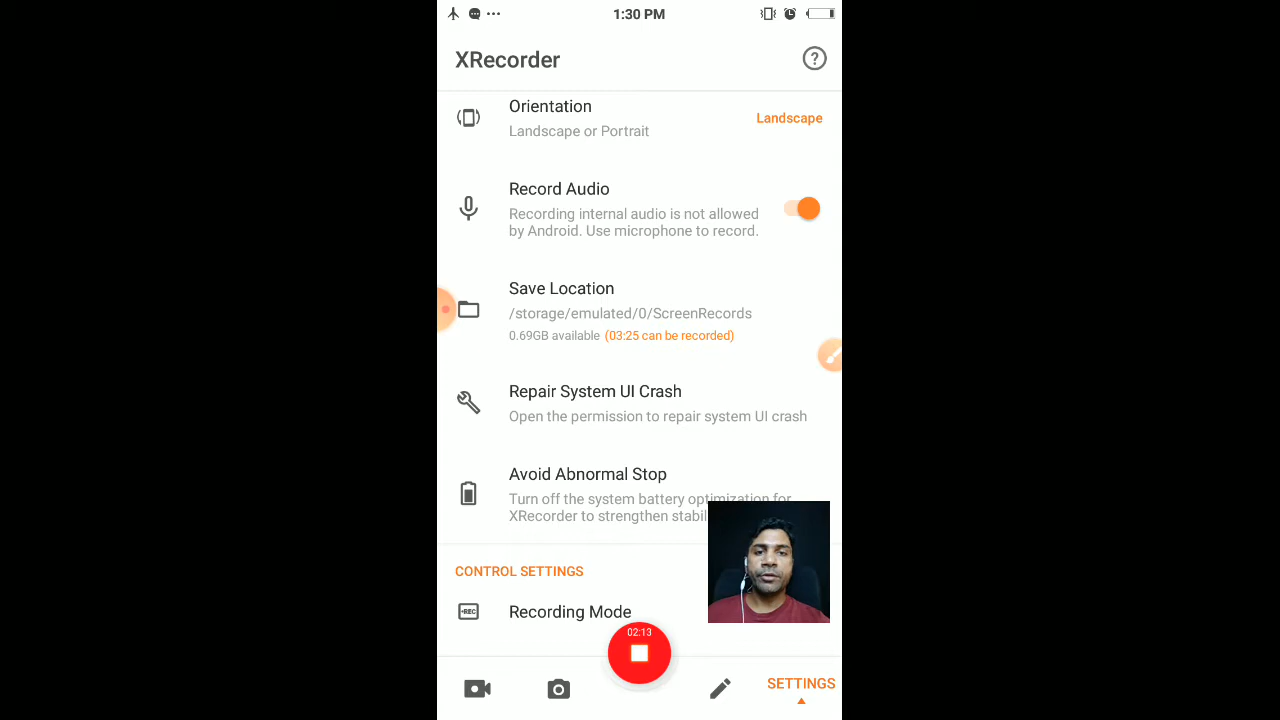 1:30 PM
XRecorder
Orientation
Landscape or Portrait
Landscape
Record Audio
Recording internal audio is not allowed
by Android. Use microphone to record.
Save Location
/storage/emulated/0/ScreenRecords
0.69GB available (03:25 can be recorded)
Repair System UI Crash
Open the permission to repair system UI crash
Avoid Abnormal Stop
Turn off the system battery optimization for
XRecorder to strengthen stabil
CONTROL SETTINGS
REC
Recording Mode
02:13
SETTINGS